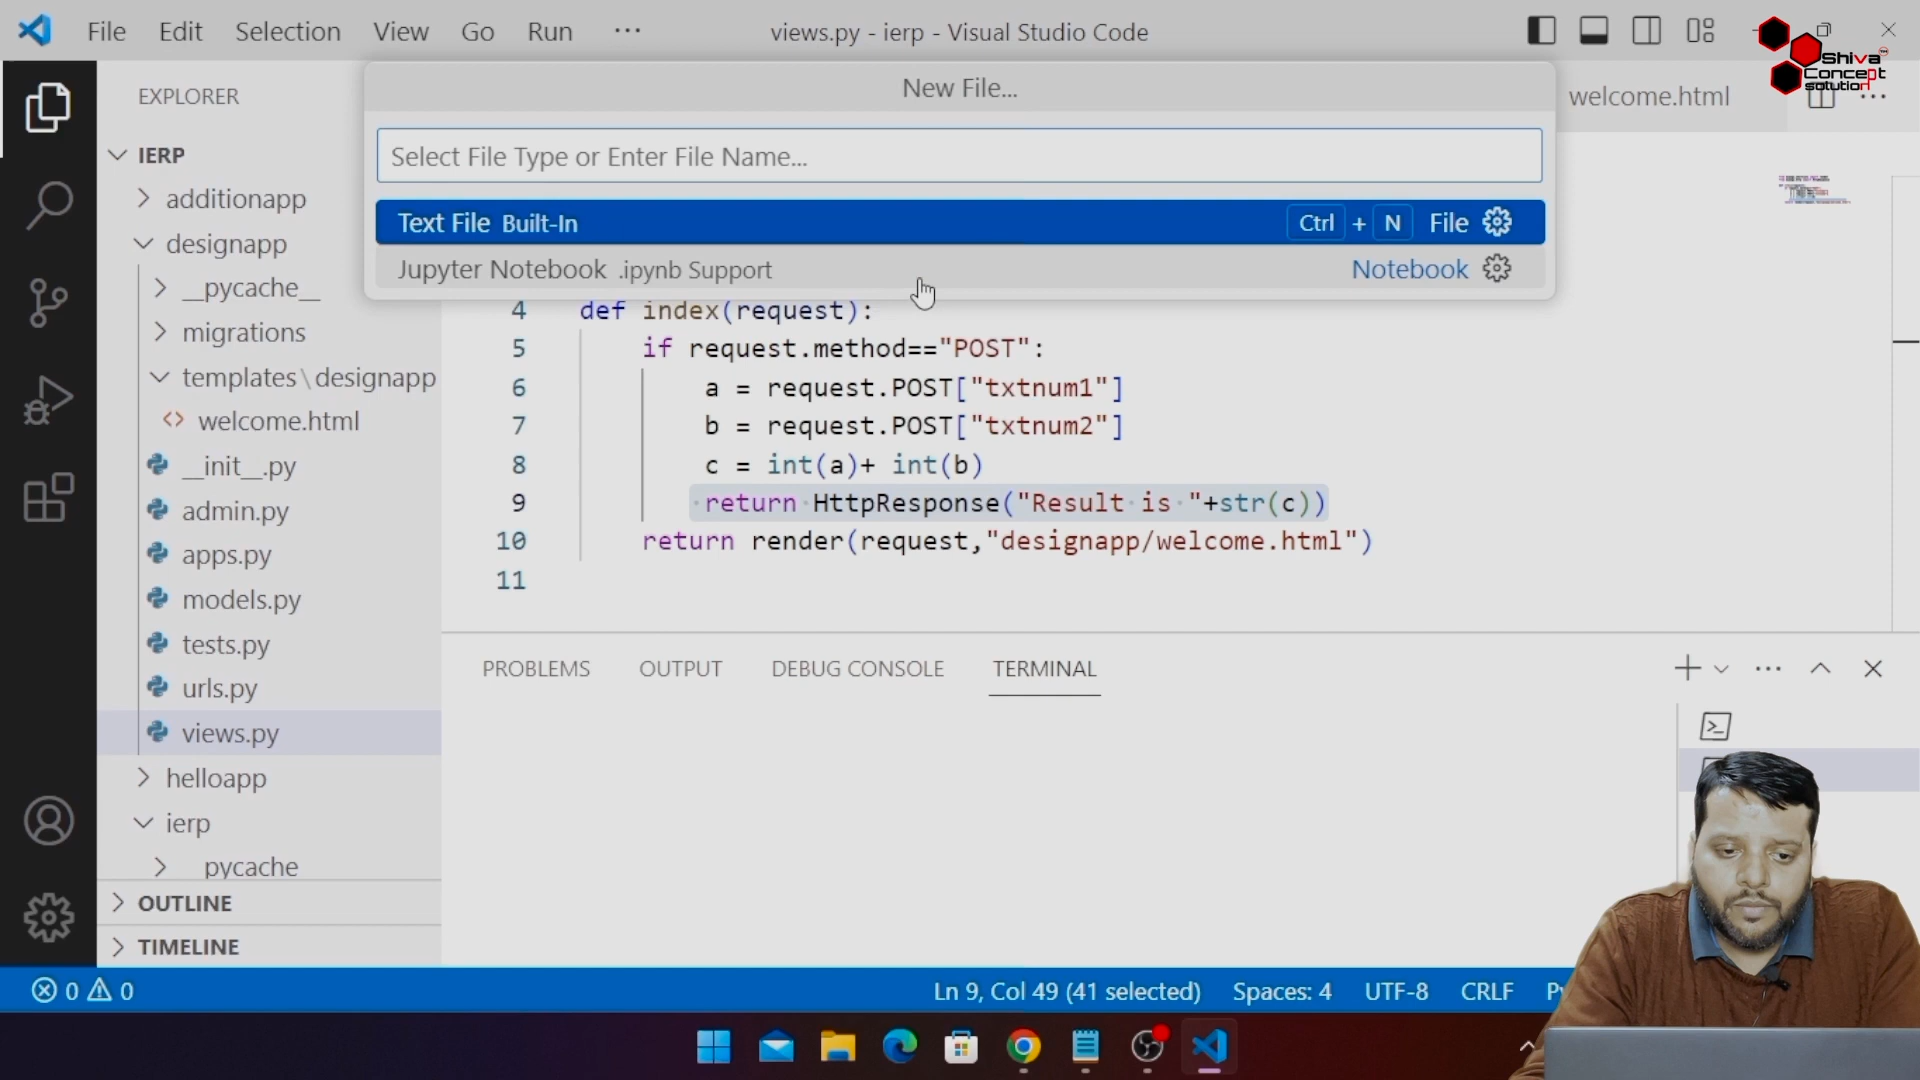 File Edit Selection View Go Run ··· views.py - ierp - Visual Studio Code
Shiva
Concept
solution
EXPLORER
New File...
welcome.html
Select File Type or Enter File Name...
IERP
additionapp
Text File Built-In Ctrl + N File
designapp
Jupyter Notebook .ipynb Support Notebook
__pycache__
4 def index(request):
migrations
5 if request.method=="POST":
templates\designapp
6 a = request.POST["txtnum1"]
welcome.html
7 b = request.POST["txtnum2"]
__init__.py
8 c = int(a)+ int(b)
admin.py
9 return HttpResponse("Result is "+str(c))
apps.py
10 return render(request,"designapp/welcome.html")
models.py
11
tests.py
PROBLEMS OUTPUT DEBUG CONSOLE TERMINAL
urls.py
views.py
helloapp
ierp
pycache
OUTLINE
TIMELINE
0 0 Ln 9, Col 49 (41 selected) Spaces: 4 UTF-8 CRLF